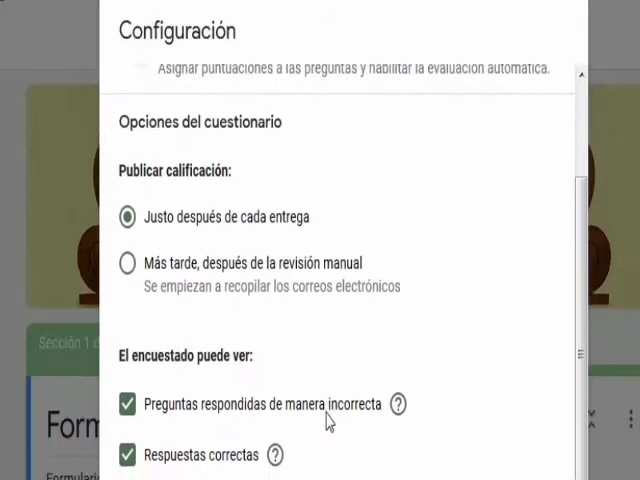 Configuración
Asignar puntuaciones a las preguntas y habilitar la evaluación automática.
Opciones del cuestionario
Publicar calificación:
Justo después de cada entrega
Más tarde, después de la revisión manual
Se empiezan a recopilar los correos electrónicos
Sección 1 d
El encuestado puede ver:
Preguntas respondidas de manera incorrecta ?
Form
Respuestas correctas ?
Formulario